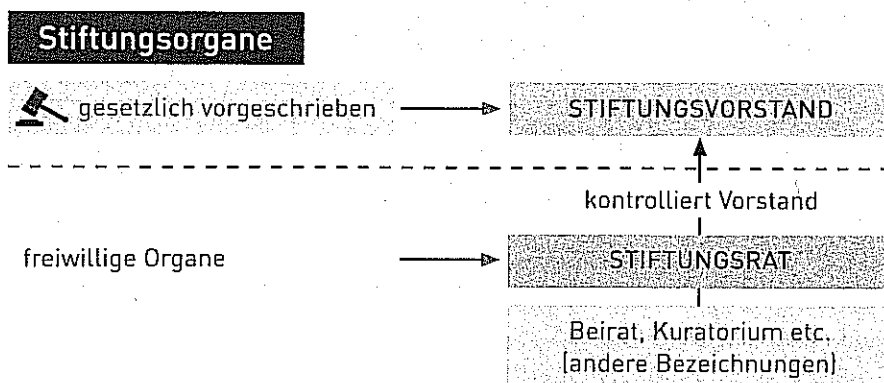 Stiftungsorgane
gesetzlich vorgeschrieben
STIFTUNGSVORSTAND
kontrolliert Vorstand
freiwillige Organe
STIFTUNGSRAT
Beirat, Kuratorium etc.
(andere Bezeichnungen)